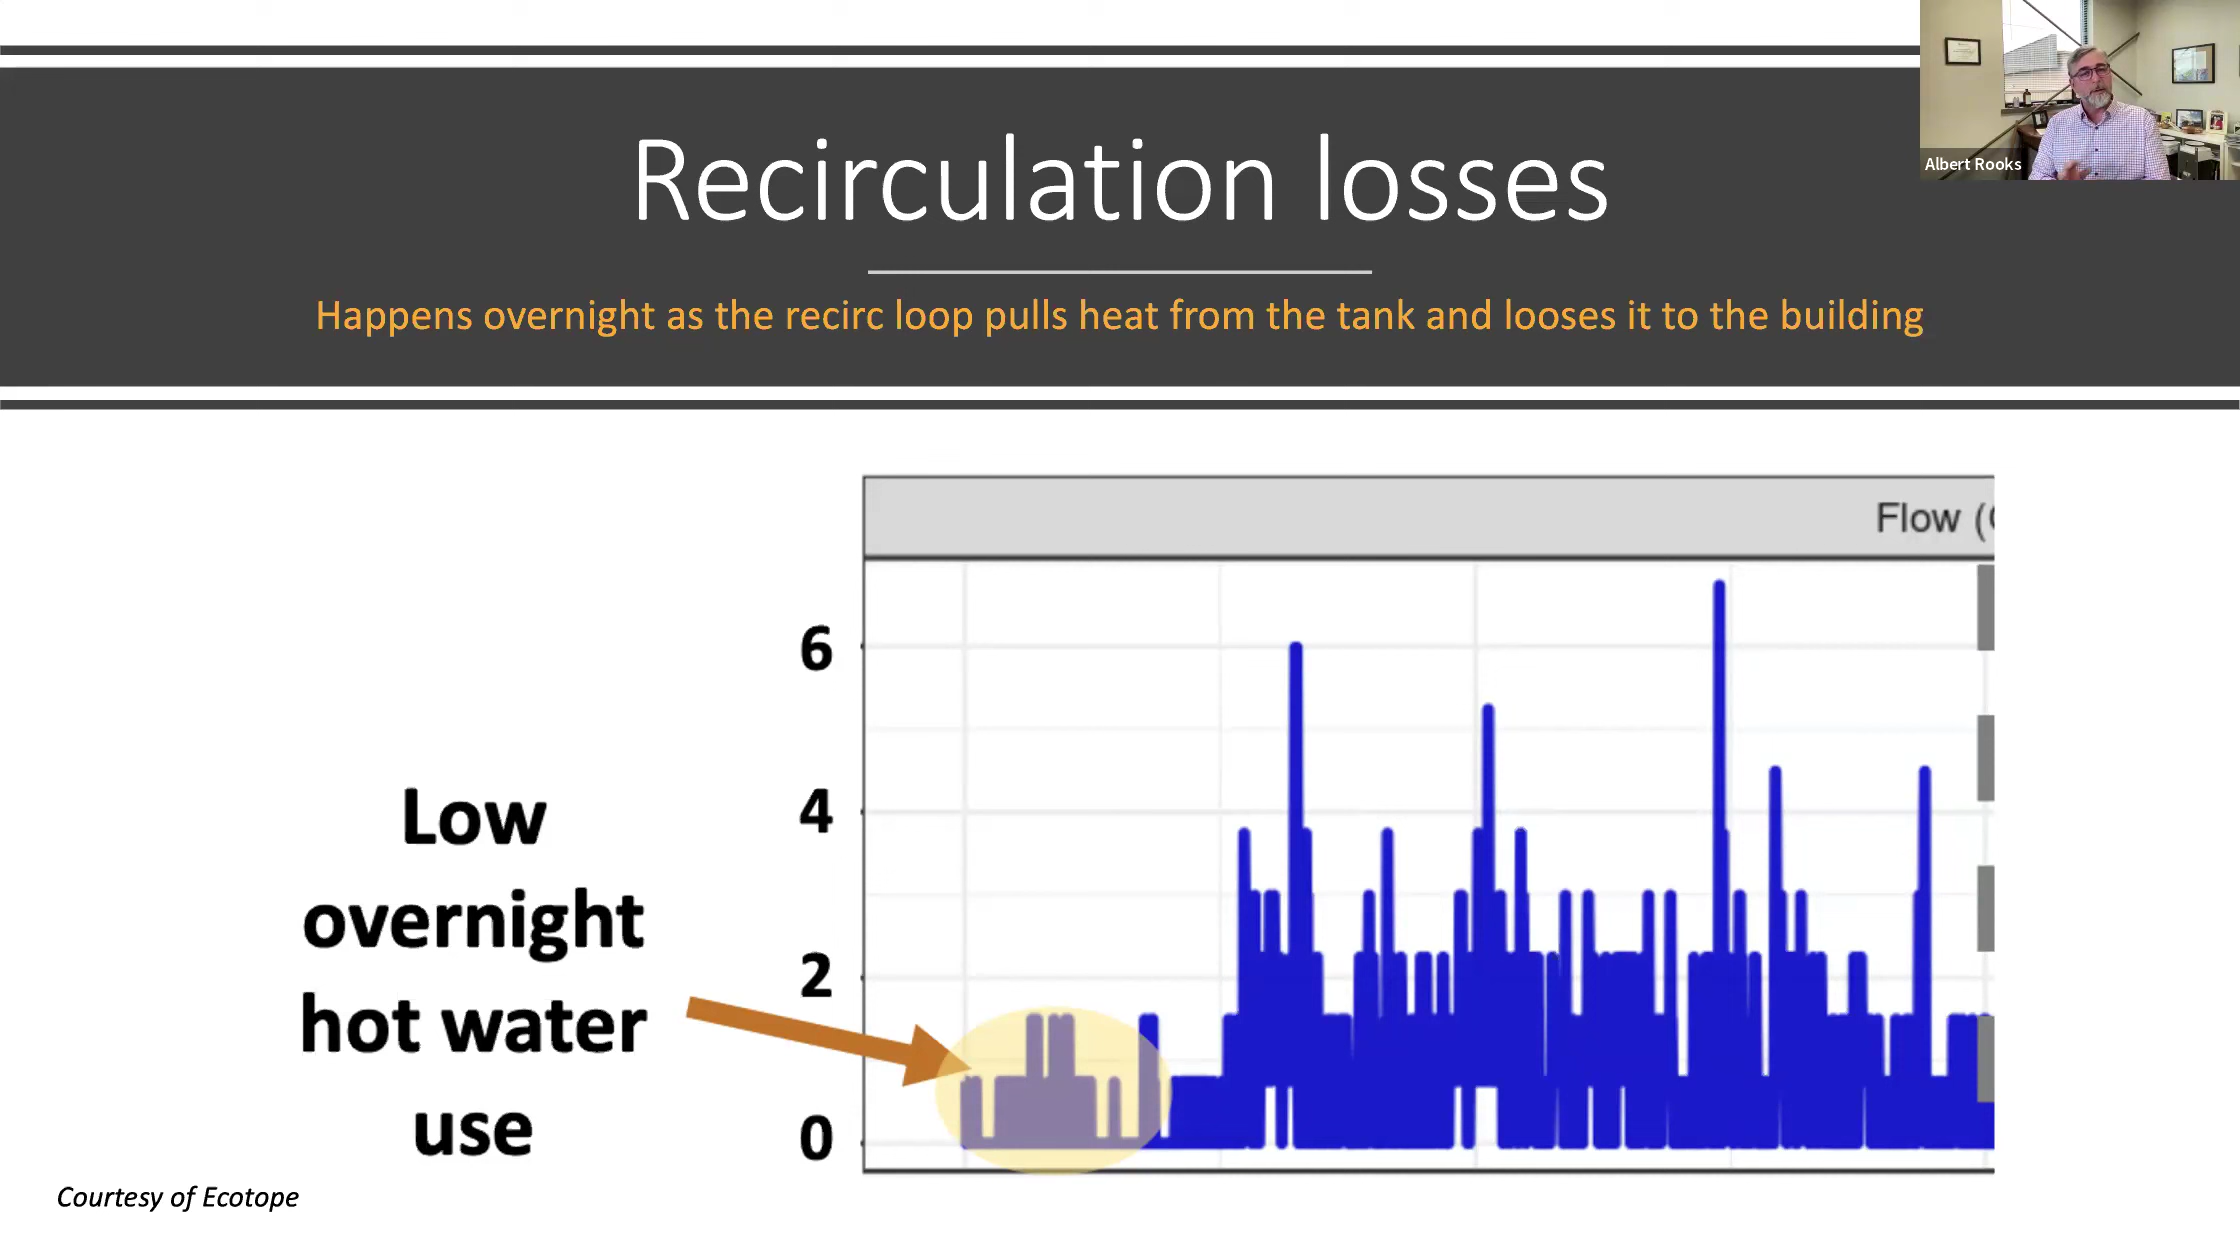 Recirculation losses
Albert Rooks
Happens overnight as the recirc loop pulls heat from the tank and looses it to the building
Flow (
6
4
2
0
Low
overnight
hot water
use
Courtesy of Ecotope